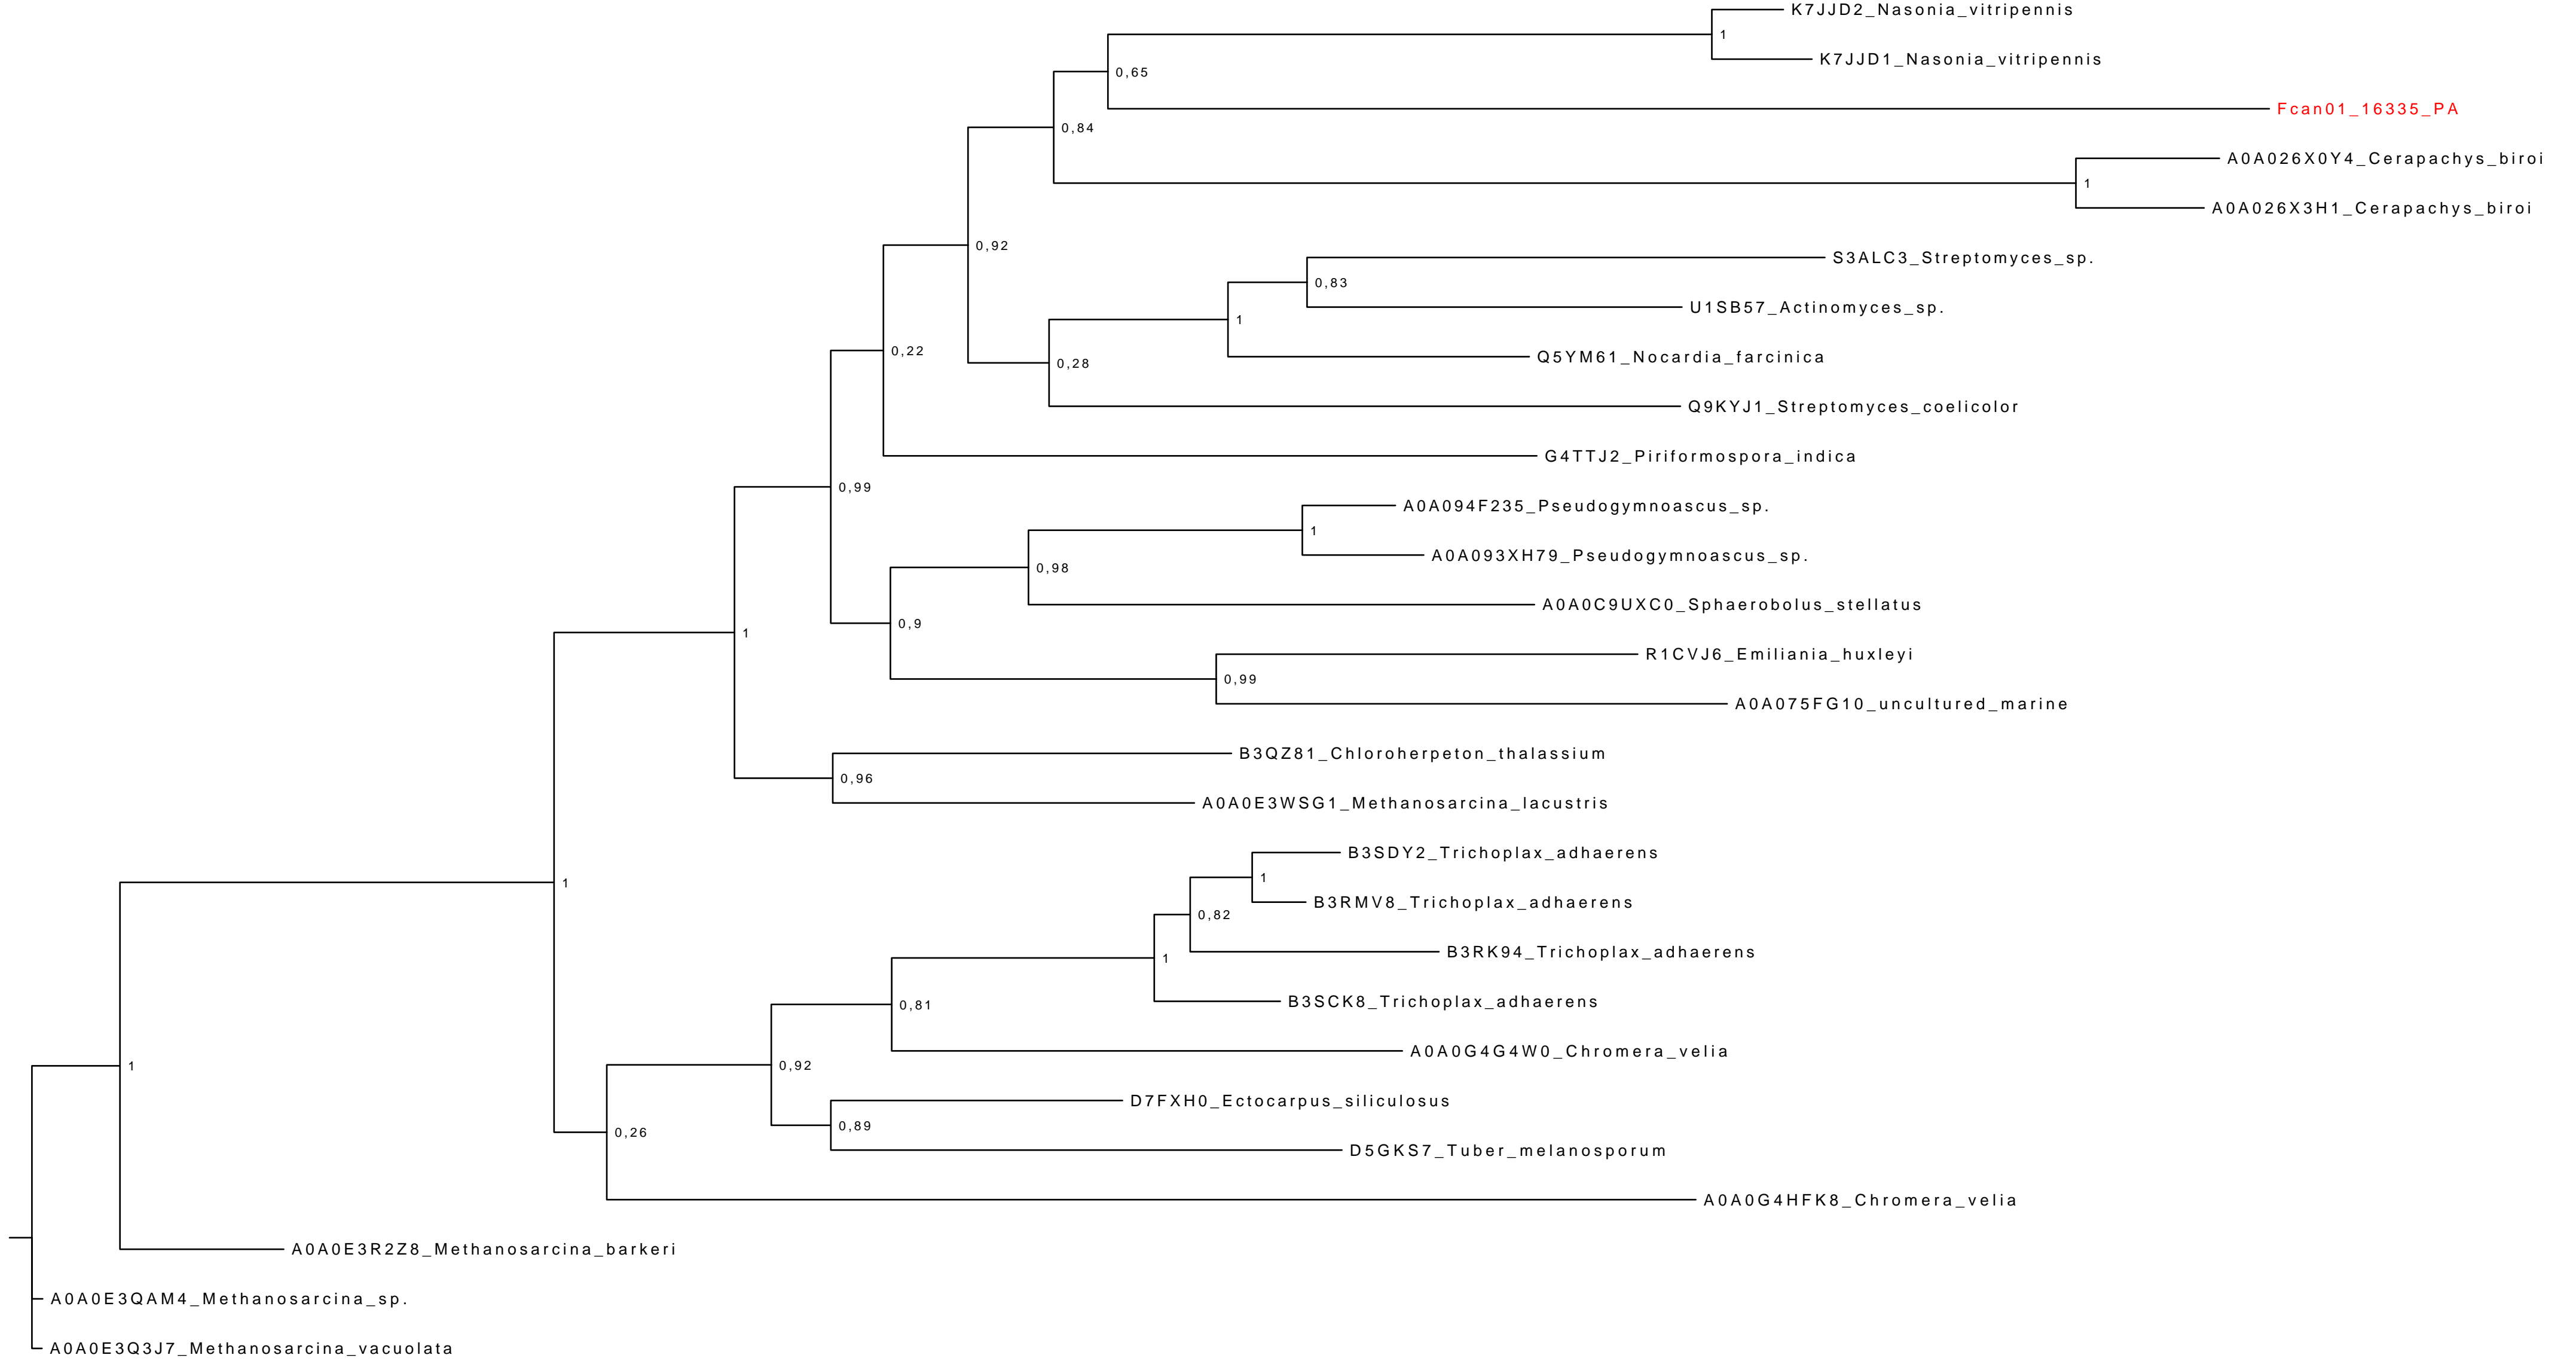 K7JJD2_Nasonia_vitripennis
1
K7JJD1_Nasonia_vitripennis
0,65
Fcan01_16335_PA
0,84
A0A026X0Y4_Cerapachys_biroi
1
A0A026X3H1_Cerapachys_biroi
0,92
S3ALC3_Streptomyces_sp.
0,83
U1SB57_Actinomyces_sp.
1
Q5YM61_Nocardia_farcinica
0,28
Q9KYJ1_Streptomyces_coelicolor
0,22
G4TTJ2_Piriformospora_indica
0,99
A0A094F235_Pseudogymnoascus_sp.
1
A0A093XH79_Pseudogymnoascus_sp.
0,98
A0A0C9UXC0_Sphaerobolus_stellatus
0,9
R1CVJ6_Emiliania_huxleyi
0,99
A0A075FG10_uncultured_marine
1
B3QZ81_Chloroherpeton_thalassium
0,96
A0A0E3WSG1_Methanosarcina_lacustris
1
B3SDY2_Trichoplax_adhaerens
1
B3RMV8_Trichoplax_adhaerens
0,82
B3RK94_Trichoplax_adhaerens
1
B3SCK8_Trichoplax_adhaerens
0,81
A0A0G4G4W0_Chromera_velia
0,92
D7FXH0_Ectocarpus_siliculosus
0,89
D5GKS7_Tuber_melanosporum
0,26
A0A0G4HFK8_Chromera_velia
1
A0A0E3R2Z8_Methanosarcina_barkeri
A0A0E3QAM4_Methanosarcina_sp.
A0A0E3Q3J7_Methanosarcina_vacuolata